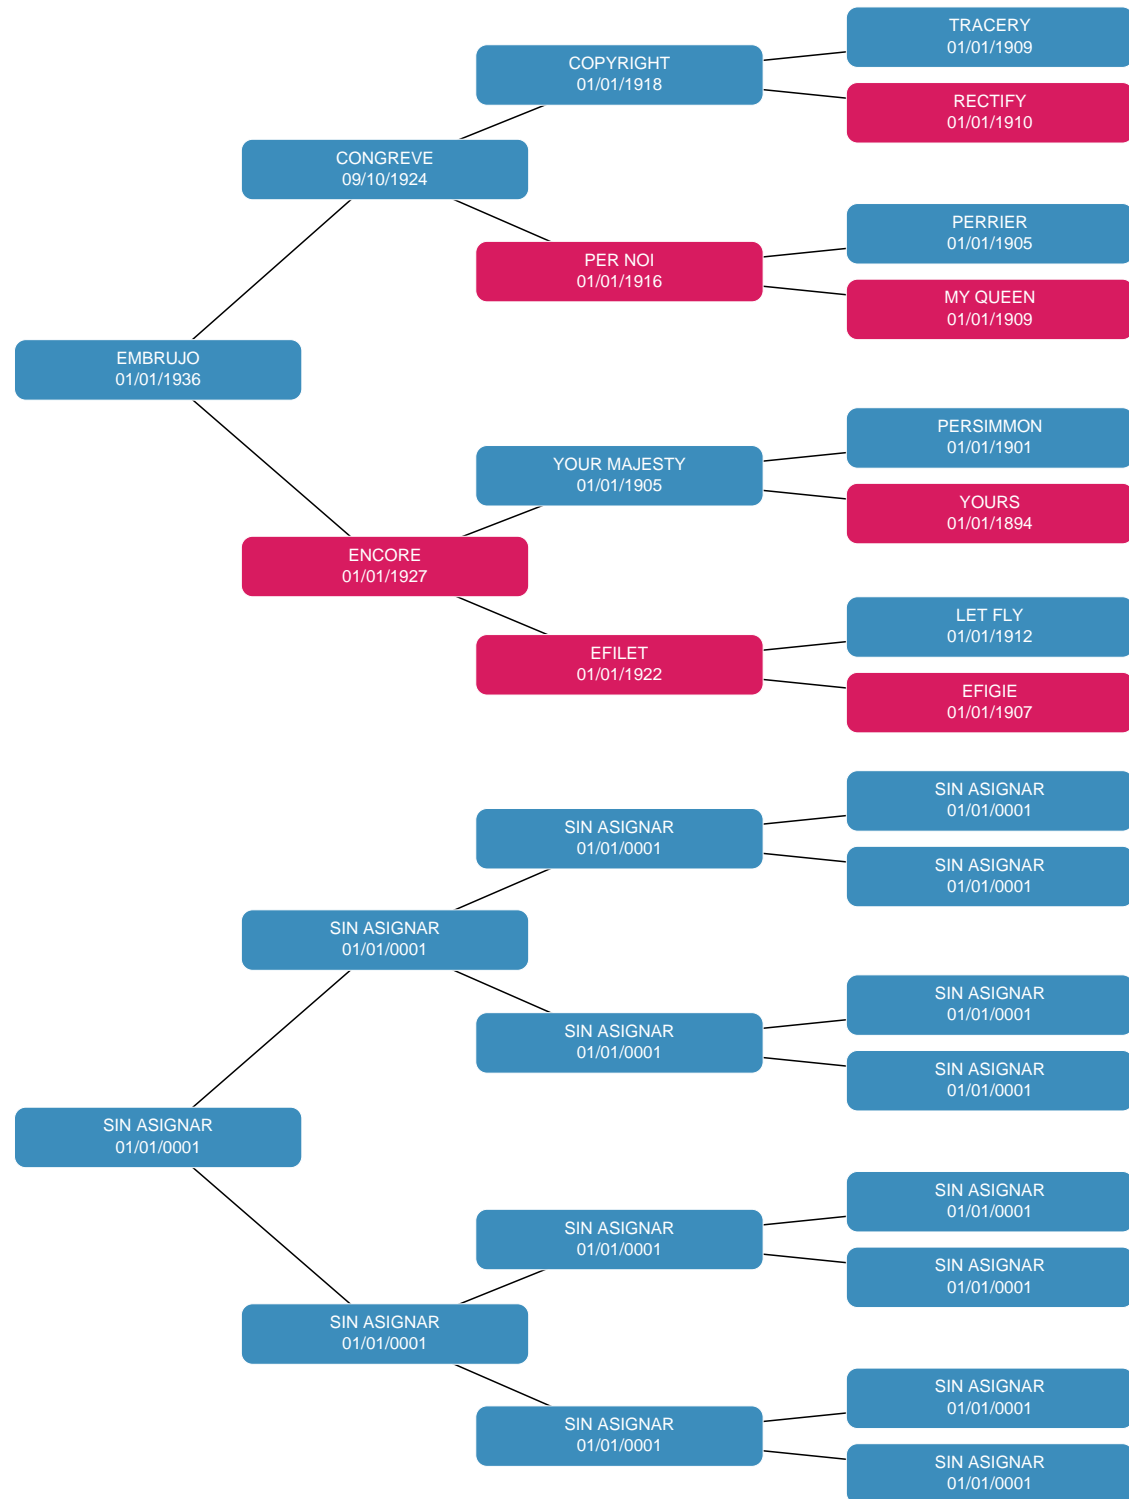 TRACERY
01/01/1909
COPYRIGHT
01/01/1918
RECTIFY
01/01/1910
CONGREVE
09/10/1924
PERRIER
01/01/1905
PER NOI
01/01/1916
MY QUEEN
01/01/1909
EMBRUJO
01/01/1936
PERSIMMON
01/01/1901
YOUR MAJESTY
01/01/1905
YOURS
01/01/1894
ENCORE
01/01/1927
LET FLY
01/01/1912
EFILET
01/01/1922
EFIGIE
01/01/1907
SIN ASIGNAR
01/01/0001
SIN ASIGNAR
01/01/0001
SIN ASIGNAR
01/01/0001
SIN ASIGNAR
01/01/0001
SIN ASIGNAR
01/01/0001
SIN ASIGNAR
01/01/0001
SIN ASIGNAR
01/01/0001
SIN ASIGNAR
01/01/0001
SIN ASIGNAR
01/01/0001
SIN ASIGNAR
01/01/0001
SIN ASIGNAR
01/01/0001
SIN ASIGNAR
01/01/0001
SIN ASIGNAR
01/01/0001
SIN ASIGNAR
01/01/0001
SIN ASIGNAR
01/01/0001